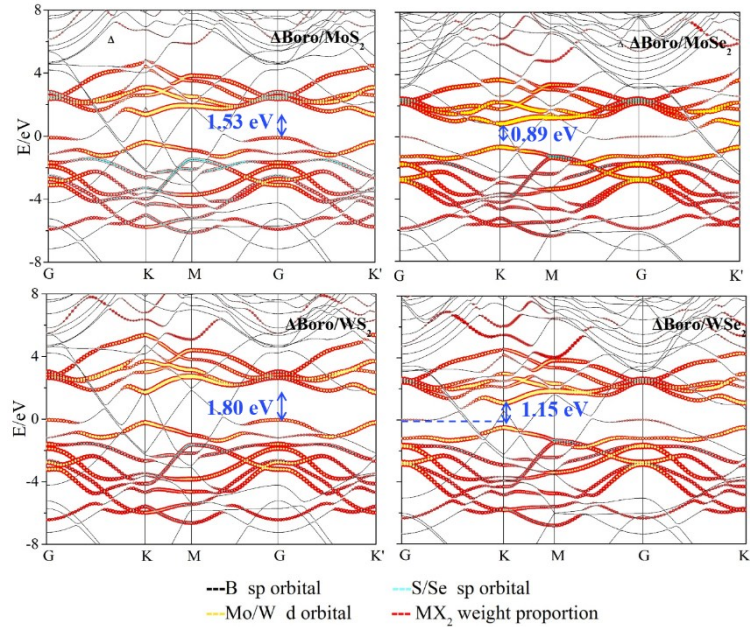 8
ΔBoro/MoS2
ΔBoro/MoSe2
Δ
Δ
4
E/eV
0
1.53 eV
0.89 eV
-4
-8
G K M G K'
G K M G K'
8
ΔBoro/WS2
ΔBoro/WSe2
4
E/eV
0
1.80 eV
1.15 eV
-4
-8
G K M G K'
G K M G K
B sp orbital
S/Se sp orbital
Mo/W d orbital
MX2 weight proportion